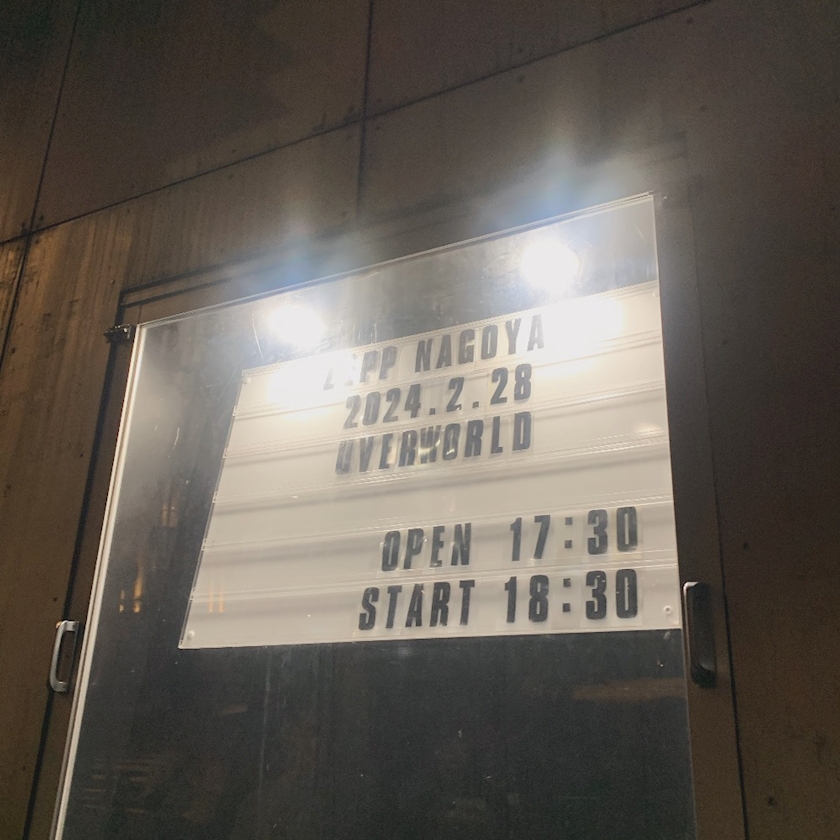 ZEPP NAGOYA
2024.2.28
UVERWORLD
OPEN 17:30
START 18:30